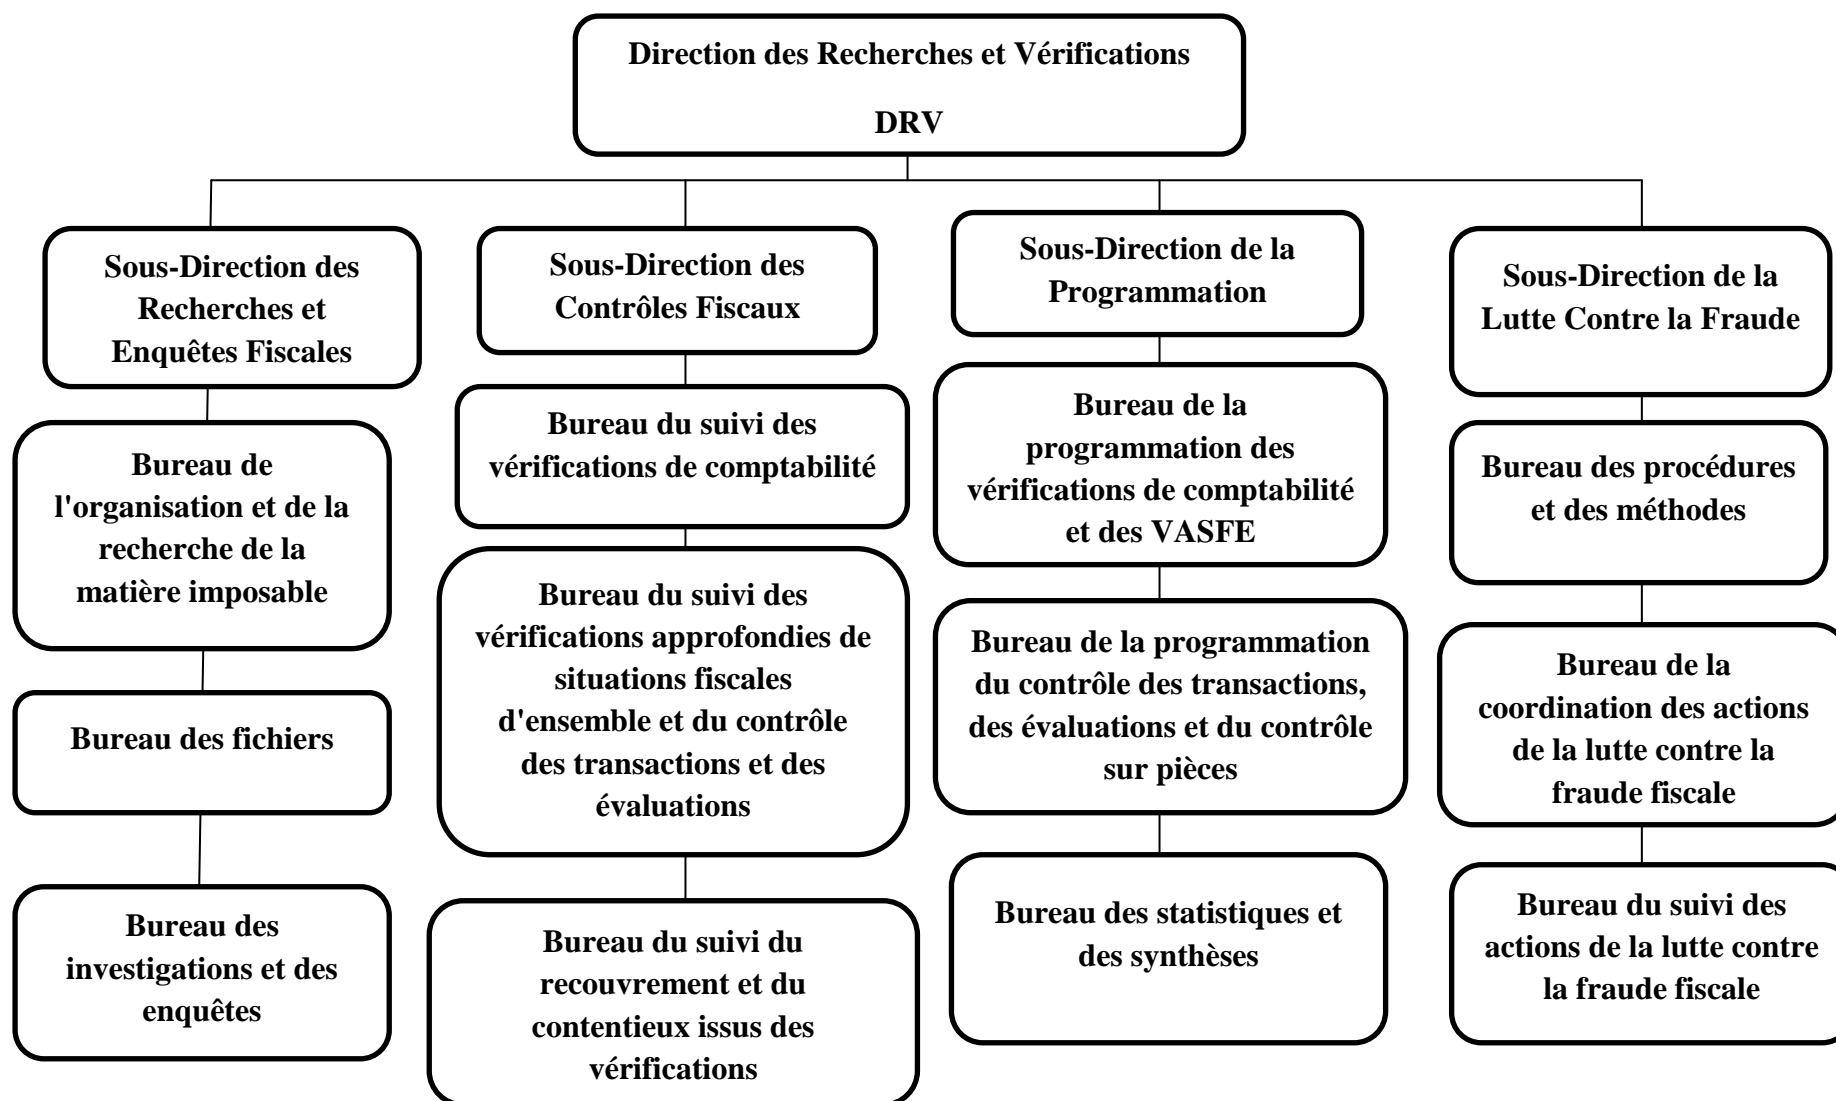 Direction des Recherches et Vérifications
DRV
Sous-Direction des
Recherches et
Enquêtes Fiscales
Bureau de
l'organisation et de la
recherche de la
matière imposable
Bureau des fichiers
Bureau des
investigations et des
enquêtes
Sous-Direction des
Contrôles Fiscaux
Bureau du suivi des
vérifications de comptabilité
Bureau du suivi des
vérifications approfondies de
situations fiscales
d'ensemble et du contrôle
des transactions et des
évaluations
Bureau du suivi du
recouvrement et du
contentieux issus des
vérifications
Sous-Direction de la
Programmation
Bureau de la
programmation des
vérifications de comptabilité
et des VASFE
Bureau de la programmation
du contrôle des transactions,
des évaluations et du contrôle
sur pièces
Bureau des statistiques et
des synthèses
Sous-Direction de la
Lutte Contre la Fraude
Bureau des procédures
et des méthodes
Bureau de la
coordination des actions
de la lutte contre la
fraude fiscale
Bureau du suivi des
actions de la lutte contre
la fraude fiscale